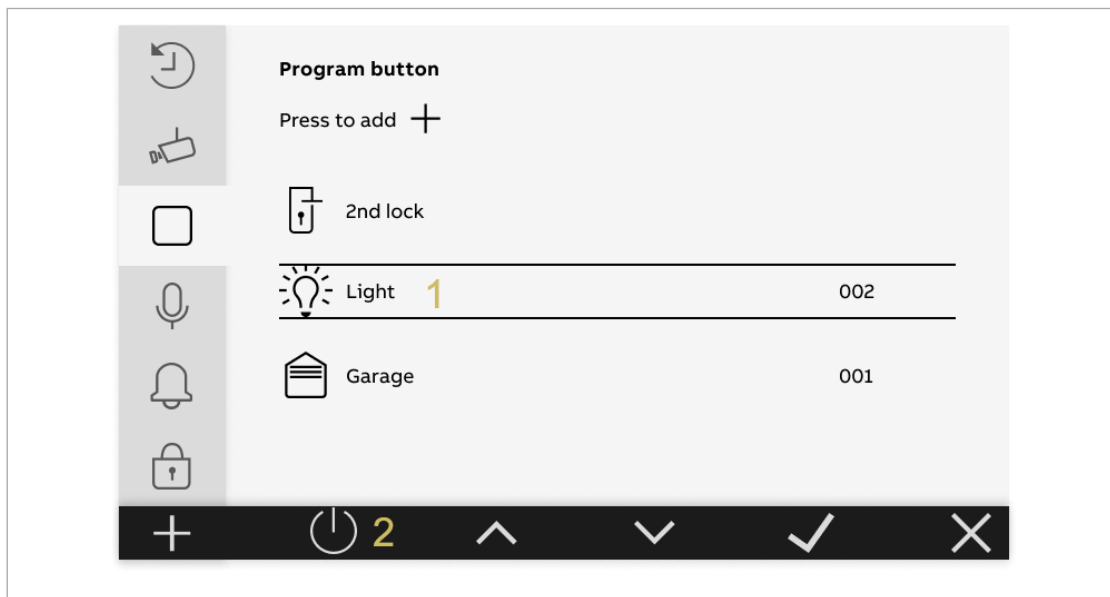 Program button
Press to add
2nd lock
Light 1 002
Garage 001
2